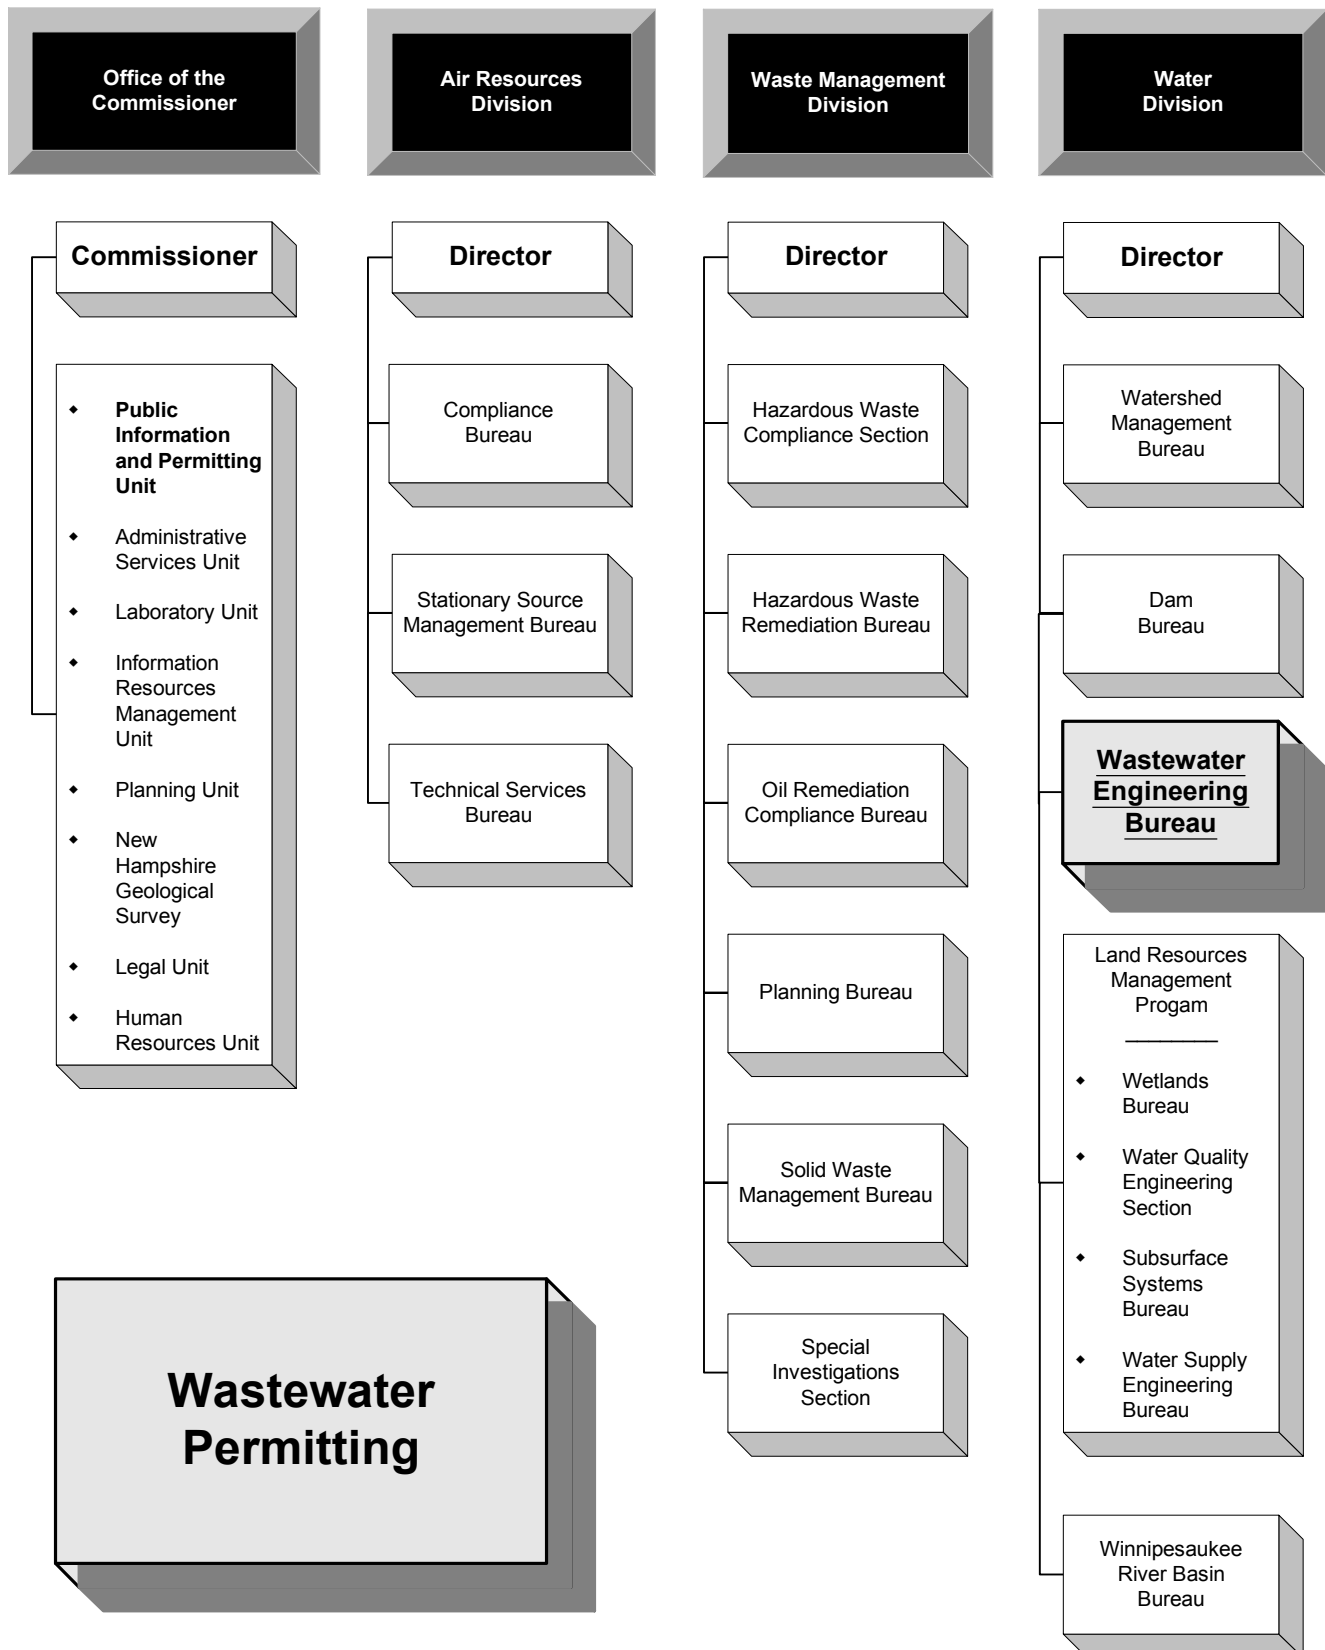 Office of the
Commissioner
Air Resources
Division
Waste Management
Division
Water
Division
Commissioner
◆ Public
Information
and Permitting
Unit
◆ Administrative
Services Unit
◆ Laboratory Unit
◆ Information
Resources
Management
Unit
◆ Planning Unit
◆ New
Hampshire
Geological
Survey
◆ Legal Unit
◆ Human
Resources Unit
Director
Compliance
Bureau
Stationary Source
Management Bureau
Technical Services
Bureau
Director
Hazardous Waste
Compliance Section
Hazardous Waste
Remediation Bureau
Oil Remediation
Compliance Bureau
Planning Bureau
Solid Waste
Management Bureau
Special
Investigations
Section
Director
Watershed
Management
Bureau
Dam
Bureau
Wastewater
Engineering
Bureau
Land Resources
Management
Progam
________
◆ Wetlands
Bureau
◆ Water Quality
Engineering
Section
◆ Subsurface
Systems
Bureau
◆ Water Supply
Engineering
Bureau
Winnipesaukee
River Basin
Bureau
Wastewater
Permitting